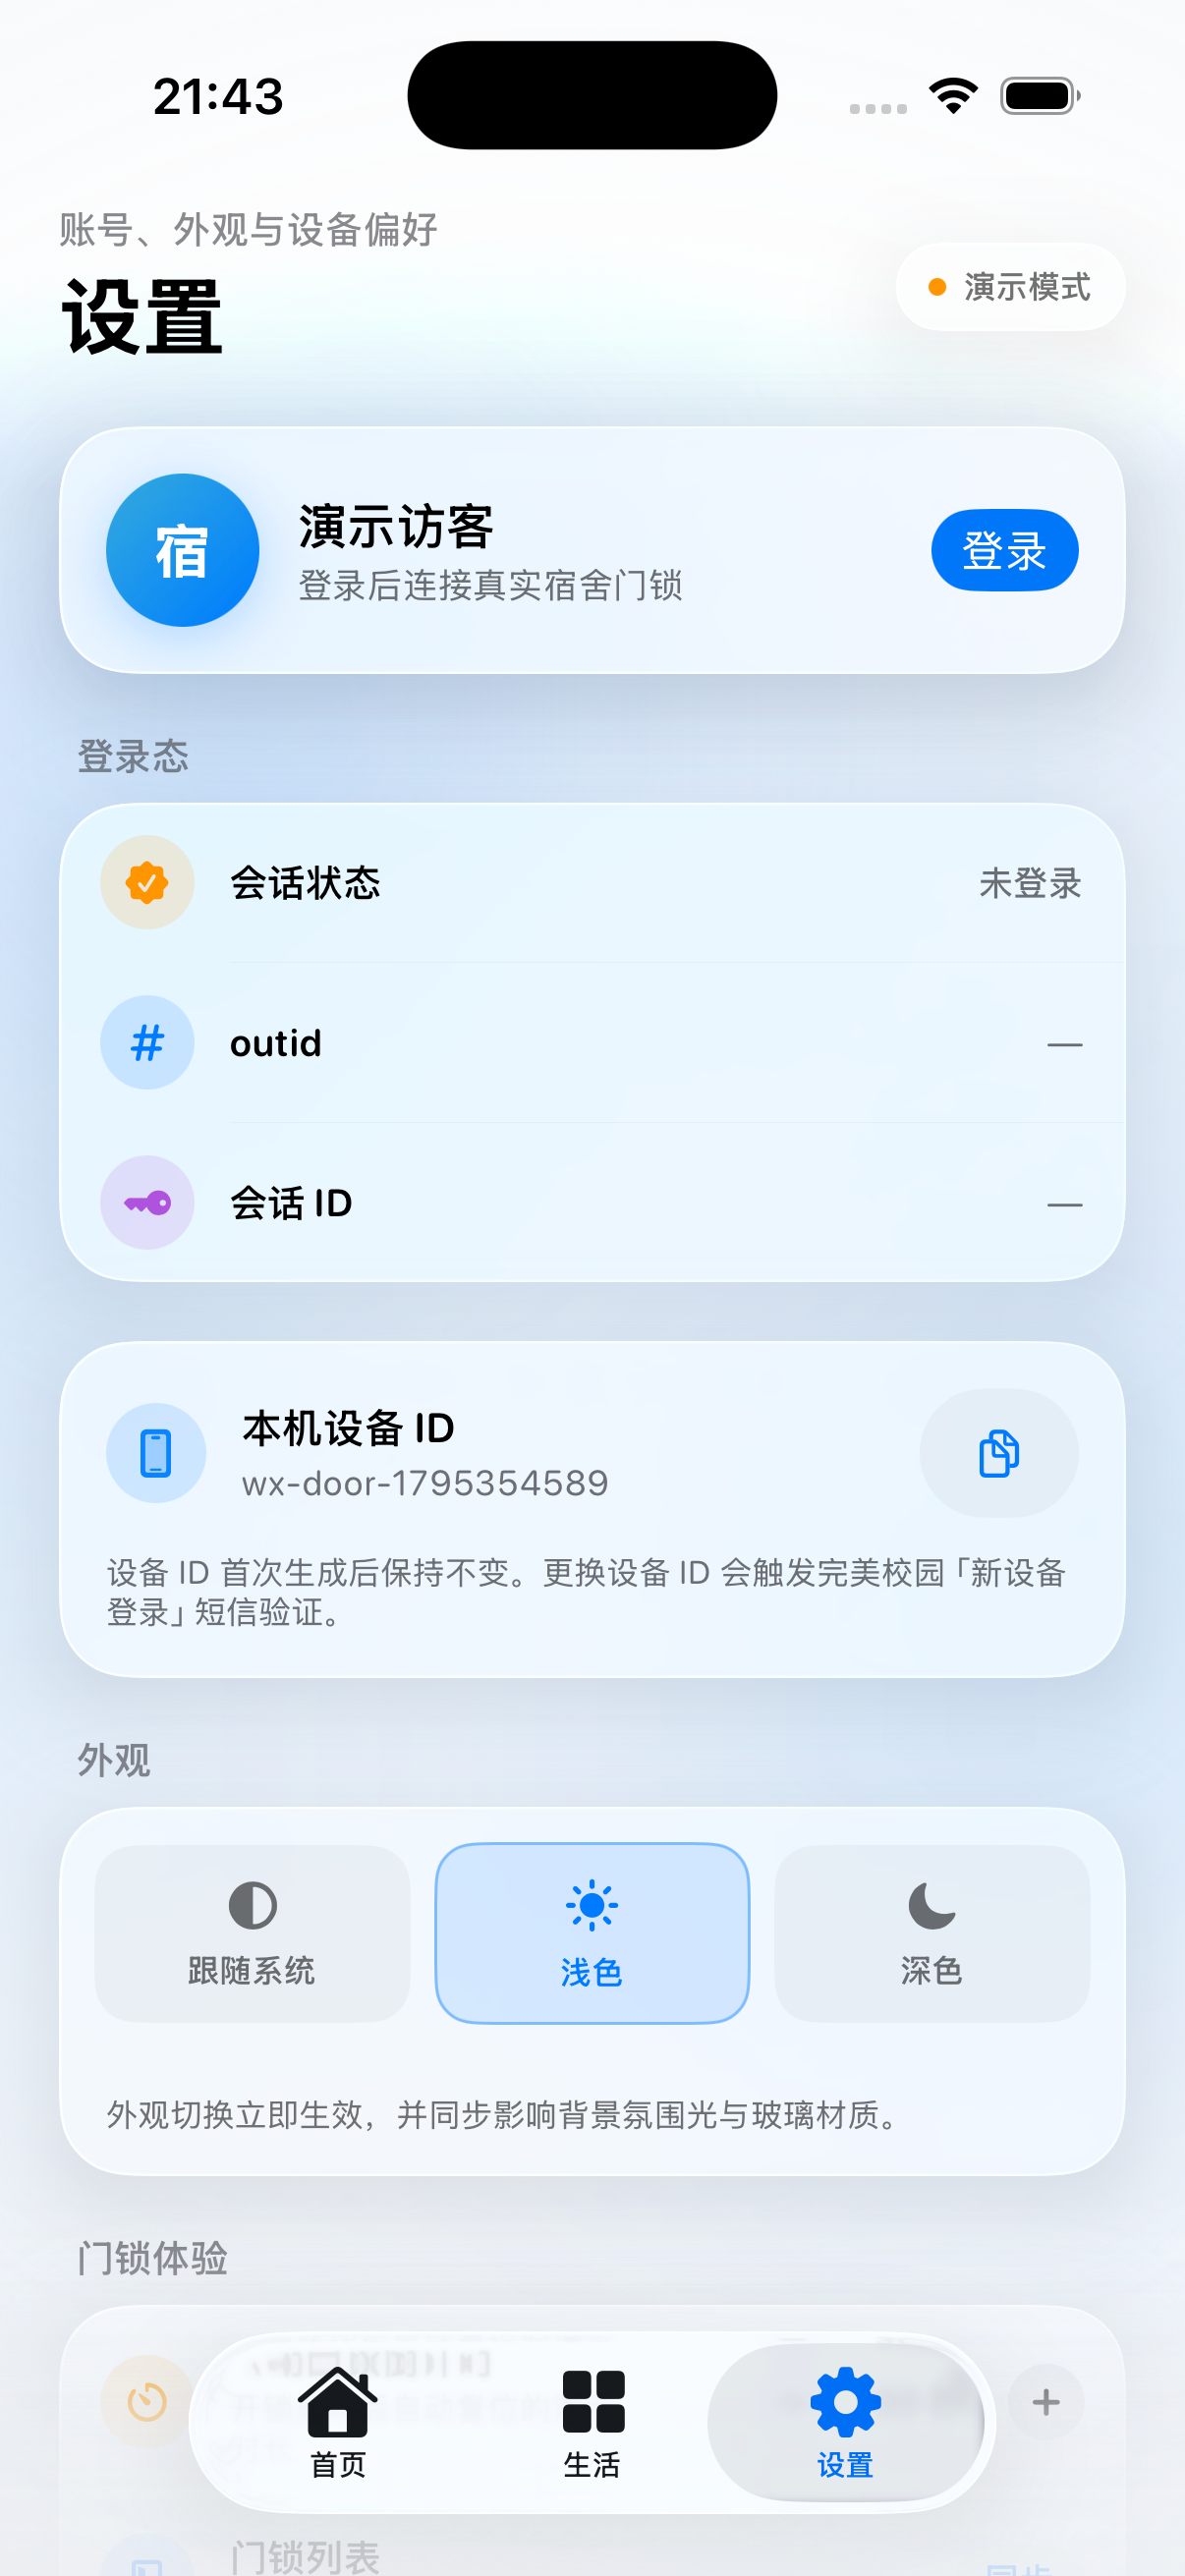 21:43
账号、外观与设备偏好
设置
演示模式
宿
演示访客
登录后连接真实宿舍门锁
登录
登录态
会话状态
未登录
outid
—
会话 ID
—
本机设备 ID
wx-door-1795354589
设备 ID 首次生成后保持不变。更换设备 ID 会触发完美校园「新设备
登录」短信验证。
外观
跟随系统
浅色
深色
外观切换立即生效，并同步影响背景氛围光与玻璃材质。
门锁体验
首页
生活
设置
门锁列表
同步